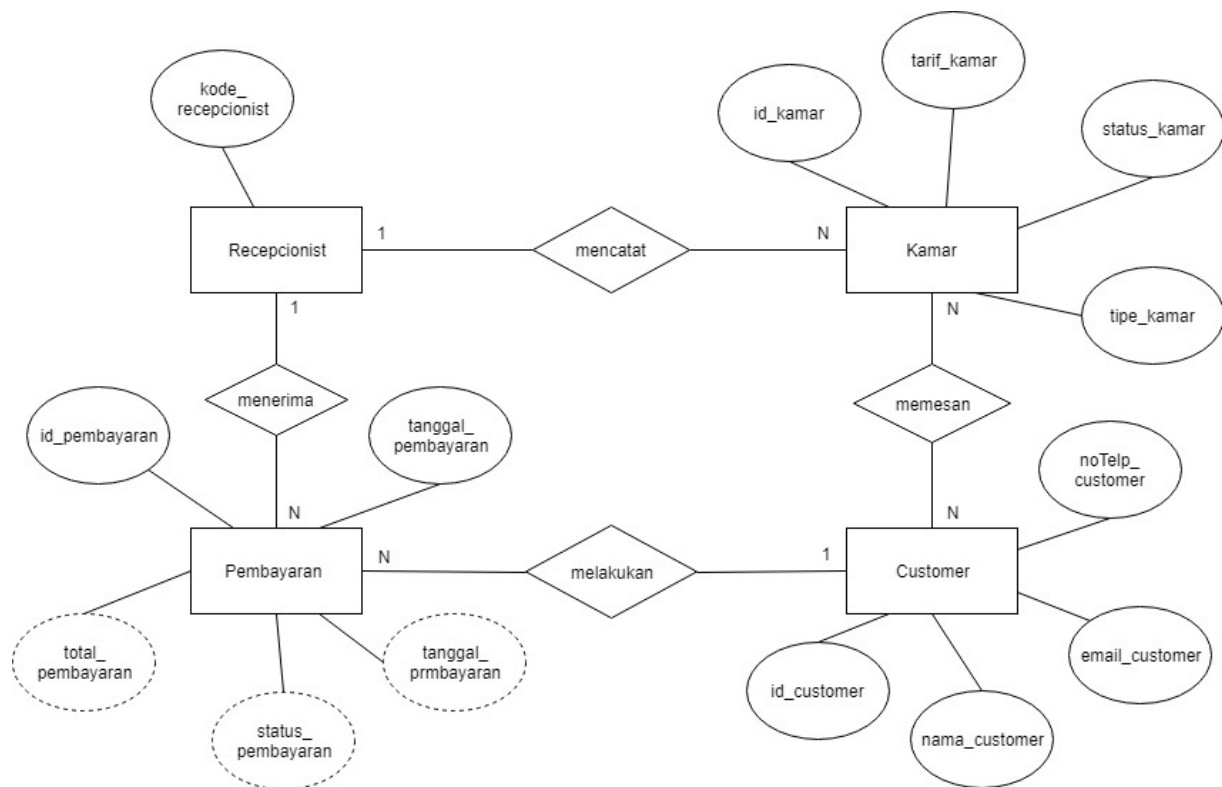 tarif_kamar
kode_
recepcionist
id_kamar
status_kamar
Recepcionist
1
mencatat
N
Kamar
1
N
tipe_kamar
menerima
memesan
id_pembayaran
tanggal_
pembayaran
noTelp_
customer
N
N
Pembayaran
N
melakukan
1
Customer
total_
pembayaran
tanggal_
prmbayaran
id_customer
email_customer
status_
pembayaran
nama_customer